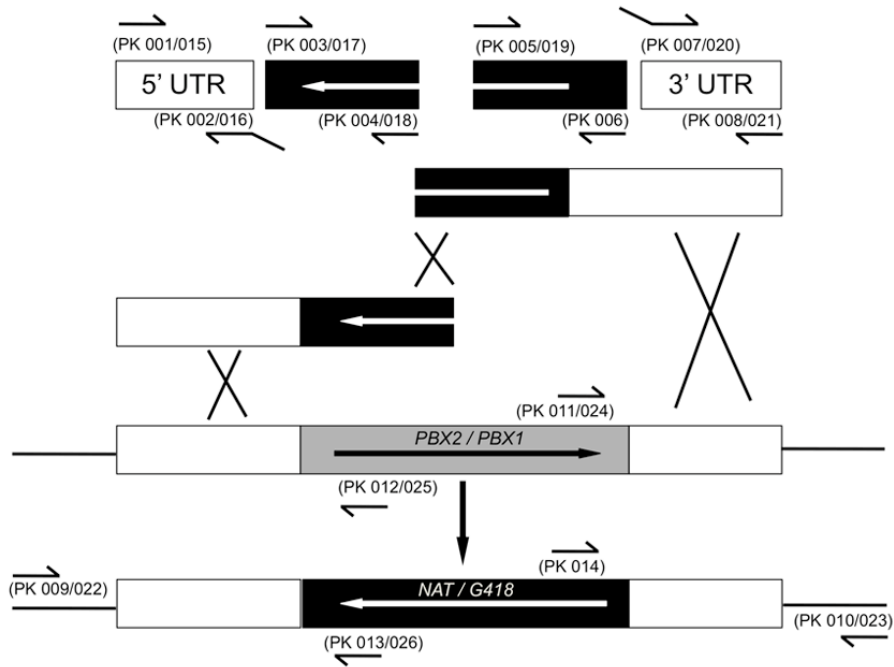 (PK 001/015)
(PK 003/017)
(PK 005/019)
(PK 007/020)
5' UTR
3' UTR
(PK 002/016)
(PK 004/018)
(PK 006)
(PK 008/021)
(PK 011/024)
PBX2 / PBX1
(PK 012/025)
(PK 014)
(PK 009/022)
NAT / G418
(PK 010/023)
(PK 013/026)